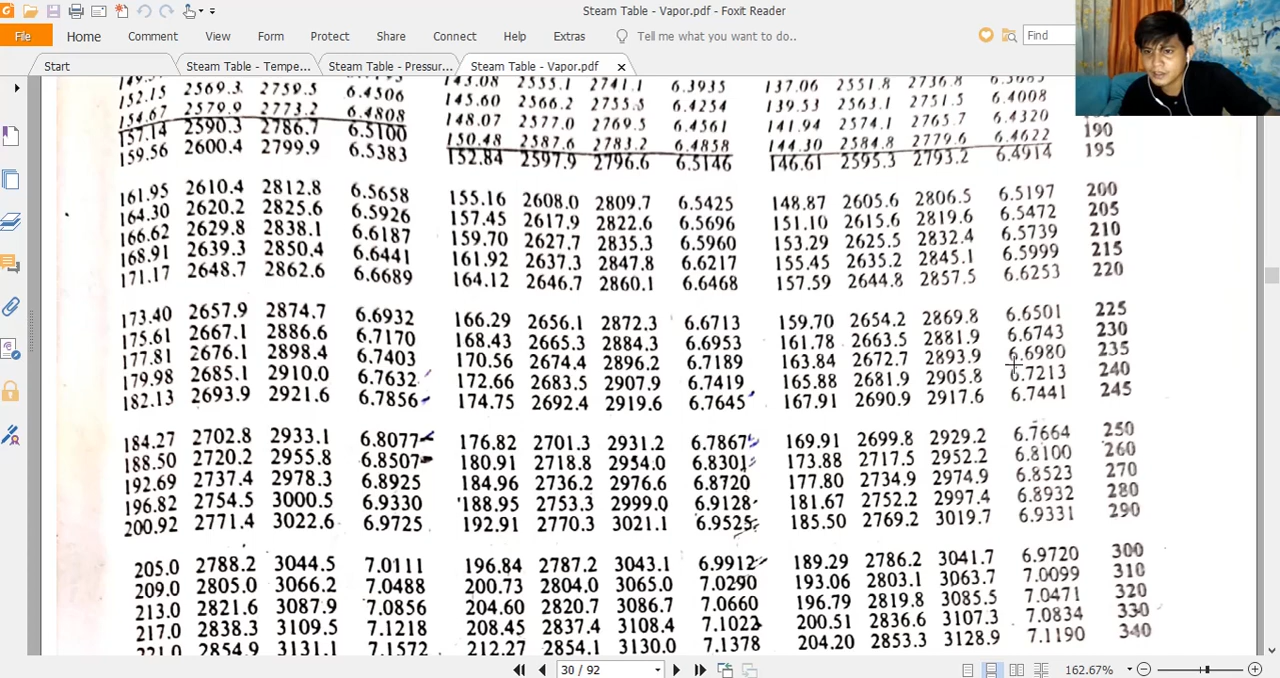 Steam Table - Vapor.pdf - Foxit Reader
File Home Comment View Form Protect Share Connect Help Extras Tell me what you want to do.. Find
Start Steam Table - Tempe... Steam Table - Pressur... Steam Table - Vapor.pdf
2569.3 2759.5 143.08 2555.1 2741.1 6.3935 137.06 2551.8 2736.8
152.15 2579.9 2773.2 6.4506 145.60 2566.2 2755.5 6.4254 139.53 2563.1 2751.5 6.4008
154.67 2590.3 2786.7 6.4808 148.07 2577.0 2769.5 6.4561 141.94 2574.1 2765.7 6.4320 190
157.14 2600.4 2799.9 6.5100 150.48 2587.6 2783.2 6.4858 144.30 2584.8 2779.6 6.4622 195
159.56 6.5383 152.84 2597.9 2796.6 6.5146 146.61 2595.3 2793.2 6.4914
161.95 2610.4 2812.8 6.5658 155.16 2608.0 2809.7 6.5425 148.87 2605.6 2806.5 6.5197 200
164.30 2620.2 2825.6 6.5926 157.45 2617.9 2822.6 6.5696 151.10 2615.6 2819.6 6.5472 205
166.62 2629.8 2838.1 6.6187 159.70 2627.7 2835.3 6.5960 153.29 2625.5 2832.4 6.5739 210
168.91 2639.3 2850.4 6.6441 161.92 2637.3 2847.8 6.6217 155.45 2635.2 2845.1 6.5999 215
171.17 2648.7 2862.6 6.6689 164.12 2646.7 2860.1 6.6468 157.59 2644.8 2857.5 6.6253 220
173.40 2657.9 2874.7 6.6932 166.29 2656.1 2872.3 6.6713 159.70 2654.2 2869.8 6.6501 225
175.61 2667.1 2886.6 6.7170 168.43 2665.3 2884.3 6.6953 161.78 2663.5 2881.9 6.6743 230
177.81 2676.1 2898.4 6.7403 170.56 2674.4 2896.2 6.7189 163.84 2672.7 2893.9 6.6980 235
179.98 2685.1 2910.0 6.7632 172.66 2683.5 2907.9 6.7419 165.88 2681.9 2905.8 6.7213 240
182.13 2693.9 2921.6 6.7856 174.75 2692.4 2919.6 6.7645 167.91 2690.9 2917.6 6.7441 245
184.27 2702.8 2933.1 6.8077 176.82 2701.3 2931.2 6.7867 169.91 2699.8 2929.2 6.7664 250
188.50 2720.2 2955.8 6.8507 180.91 2718.8 2954.0 6.8301 173.88 2717.5 2952.2 6.8100 260
192.69 2737.4 2978.3 6.8925 184.96 2736.2 2976.6 6.8720 177.80 2734.9 2974.9 6.8523 270
196.82 2754.5 3000.5 6.9330 188.95 2753.3 2999.0 6.9128 181.67 2752.2 2997.4 6.8932 280
200.92 2771.4 3022.6 6.9725 192.91 2770.3 3021.1 6.9525 185.50 2769.2 3019.7 6.9331 290
205.0 2788.2 3044.5 7.0111 196.84 2787.2 3043.1 6.9912 189.29 2786.2 3041.7 6.9720 300
209.0 2805.0 3066.2 7.0488 200.73 2804.0 3065.0 7.0290 193.06 2803.1 3063.7 7.0099 310
213.0 2821.6 3087.9 7.0856 204.60 2820.7 3086.7 7.0660 196.79 2819.8 3085.5 7.0471 320
217.0 2838.3 3109.5 7.1218 208.45 2837.4 3108.4 7.1022 200.51 2836.6 3107.3 7.0834 330
221.0 2854.9 3131.1 7.1572 212.27 2854.1 3130.0 7.1378 204.20 2853.3 3128.9 7.1190 340
30 / 92 162.67%